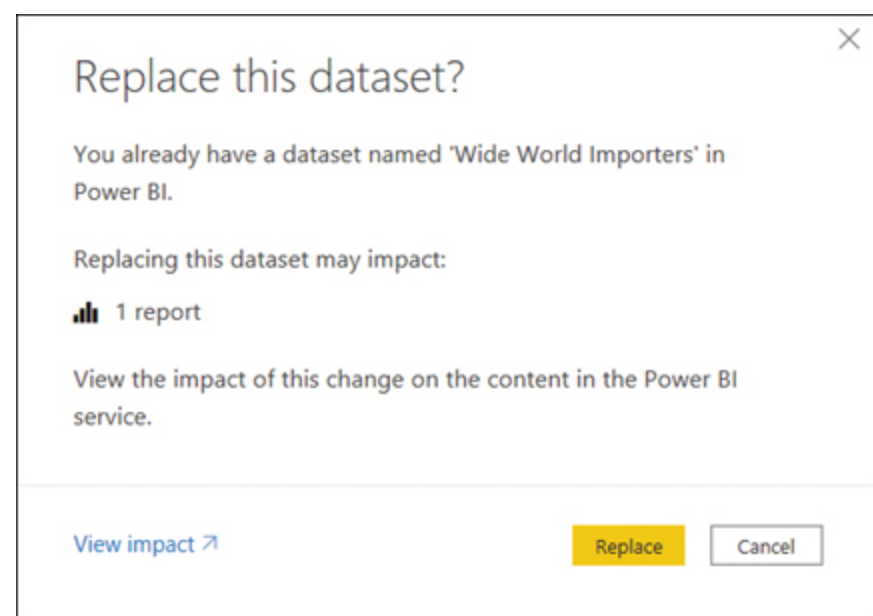 Replace this dataset?
You already have a dataset named 'Wide World Importers' in
Power BI.
Replacing this dataset may impact:
1 report
View the impact of this change on the content in the Power BI
service.
View impact
Replace
Cancel